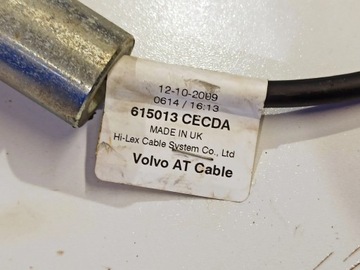 12-10-2009
0614 / 16:13
615013 CECDA
MADE IN UK
Hi-Lex Cable System Co., Ltd
Volvo AT Cable